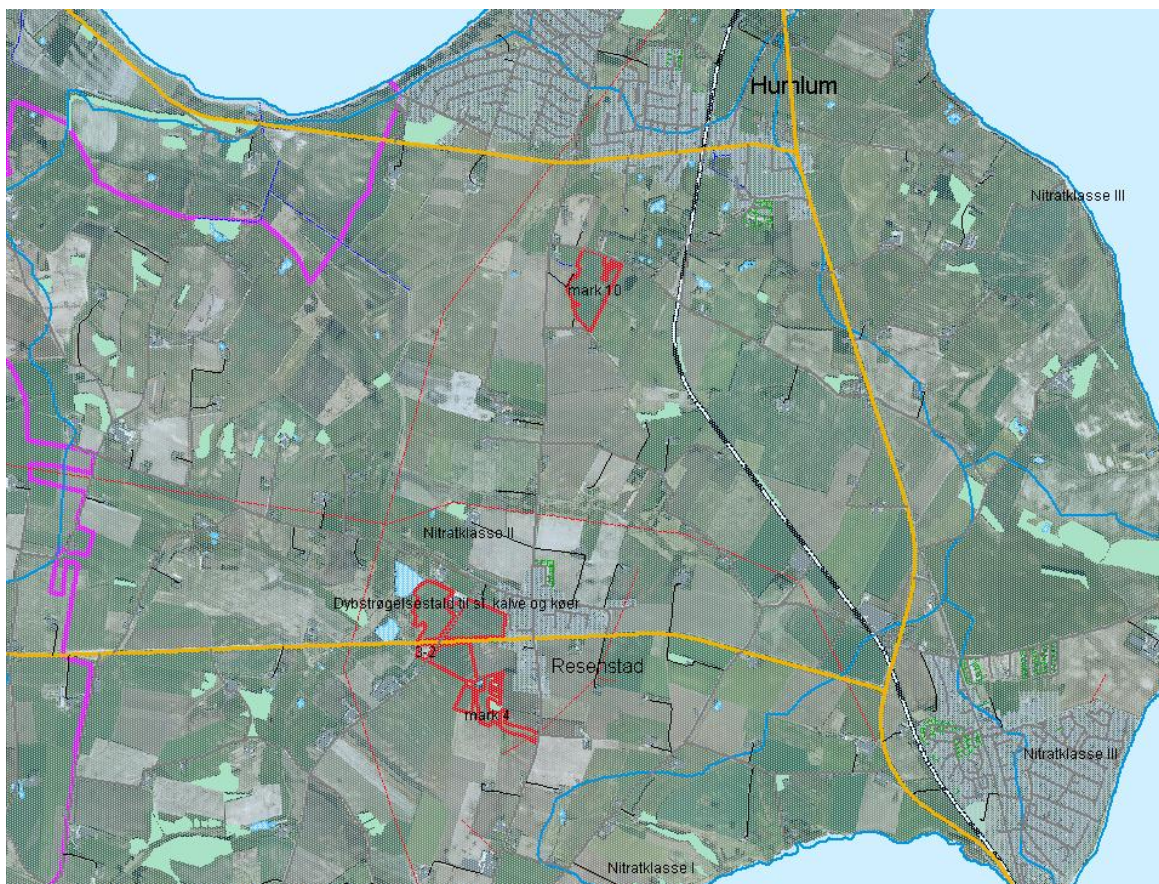 Humlum
Nitratklasse III
mark 10
Nitratklasse II
Dybstrøgelsestald til st. kalve og køer
3-2
Resenstad
mark 4
Nitratklasse III
Nitratklasse I